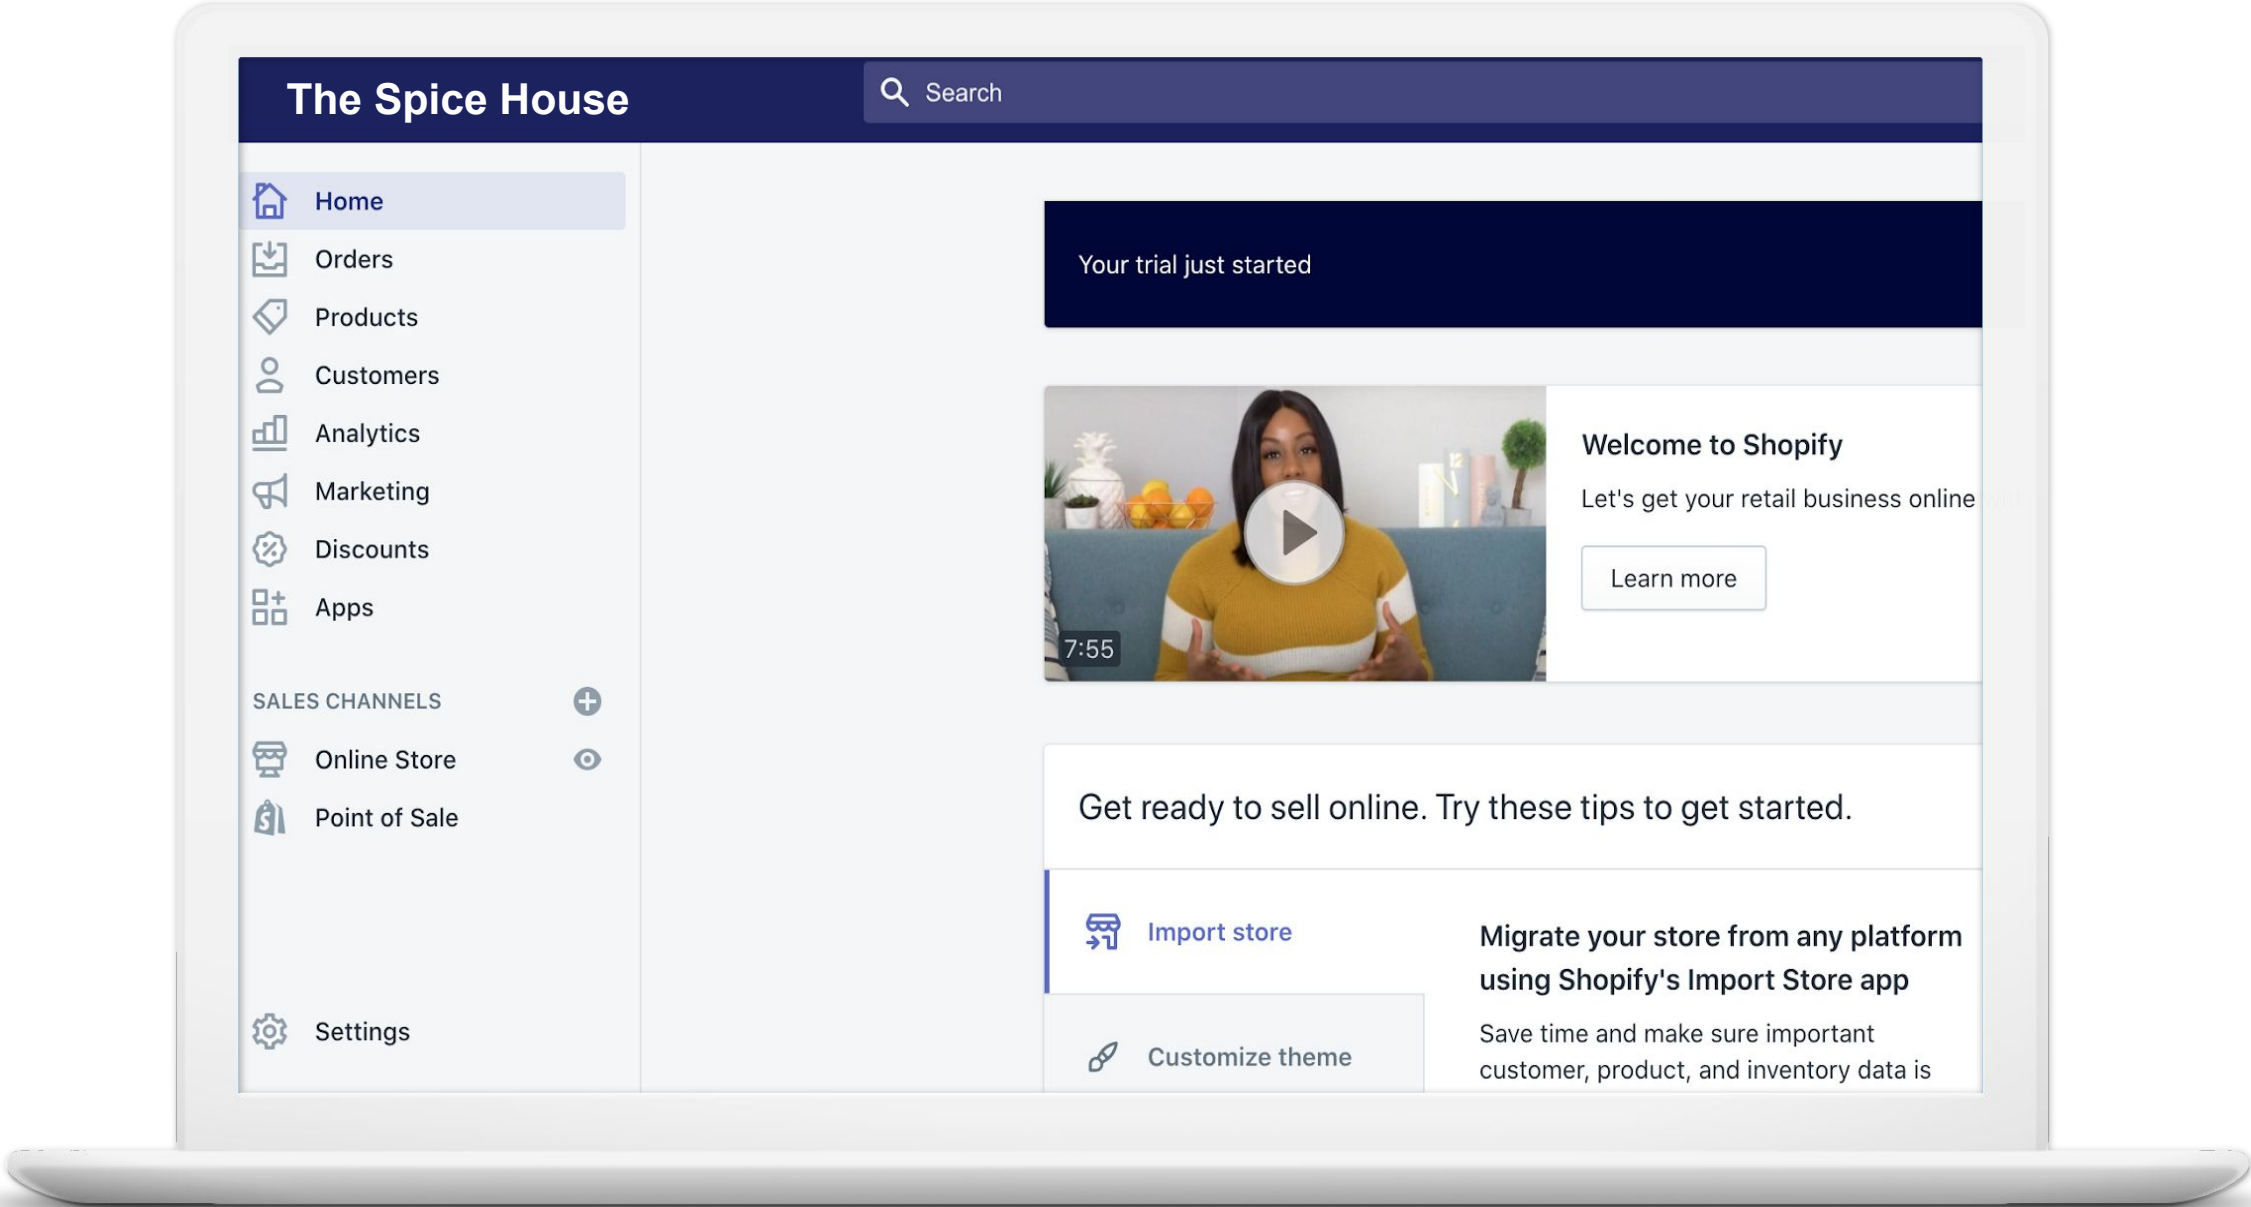 The Spice House
Search
Home
Orders
Products
Customers
Analytics
Marketing
Discounts
Apps
SALES CHANNELS
Online Store
Point of Sale
Settings
Your trial just started
7:55
Welcome to Shopify
Let's get your retail business online
Learn more
Get ready to sell online. Try these tips to get started.
Import store
Customize theme
Migrate your store from any platform
using Shopify's Import Store app
Save time and make sure important
customer, product, and inventory data is